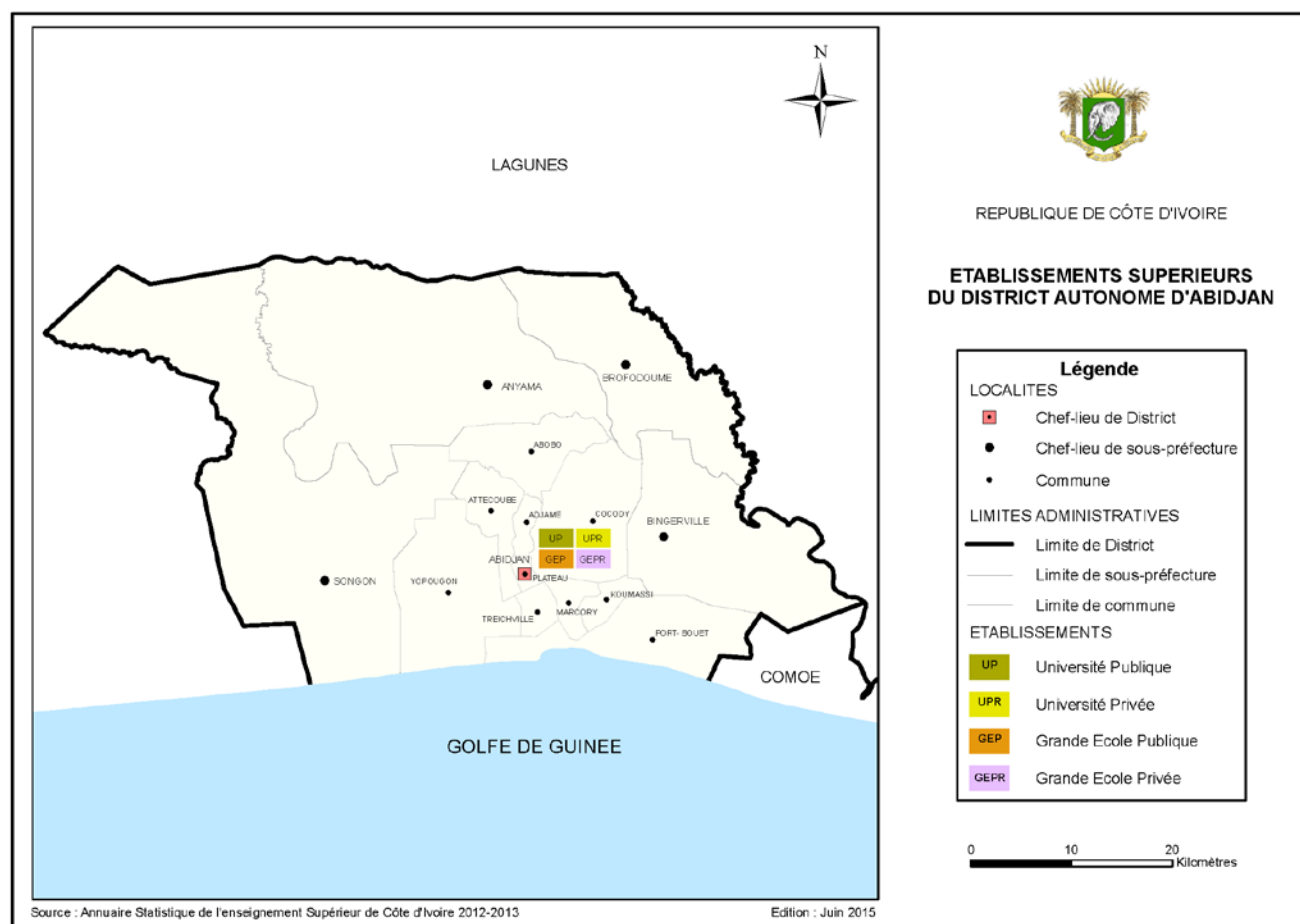 N
LAGUNES
BROFODOUME
ANYAMA
ABOBO
ATTECOUBE
ADJAME
COCODY
BINGERVILLE
UP
UPR
ABIDJAN
GEP
GEPR
PLATEAU
SONGON
YOPOUGON
KOUMASSI
MARCORY
TREICHVILLE
PORT- BOUET
COMOE
GOLFE DE GUINEE
REPUBLIQUE DE CÔTE D'IVOIRE
ETABLISSEMENTS SUPERIEURS
DU DISTRICT AUTONOME D'ABIDJAN
Légende
LOCALITES
Chef-lieu de District
Chef-lieu de sous-préfecture
Commune
LIMITES ADMINISTRATIVES
Limite de District
Limite de sous-préfecture
Limite de commune
ETABLISSEMENTS
UP Université Publique
UPR Université Privée
GEP Grande Ecole Publique
GEPR Grande Ecole Privée
0 10 20
Kilomètres
Source : Annuaire Statistique de l'enseignement Supérieur de Côte d'Ivoire 2012-2013
Edition : Juin 2015